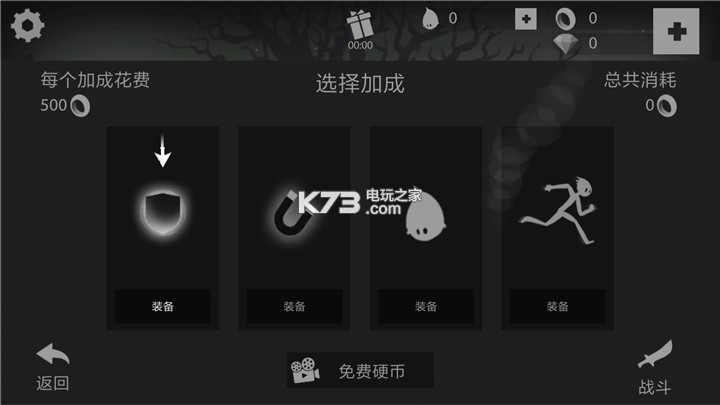 00:00
0
0
0
每个加成花费
500
选择加成
总共消耗
0
K73 电玩之家
.com
装备
装备
装备
装备
返回
免费硬币
战斗